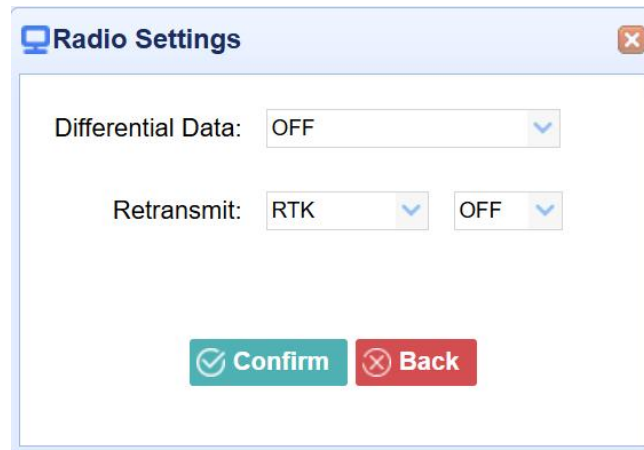 Radio Settings
Differential Data: OFF
Retransmit: RTK OFF
Confirm Back